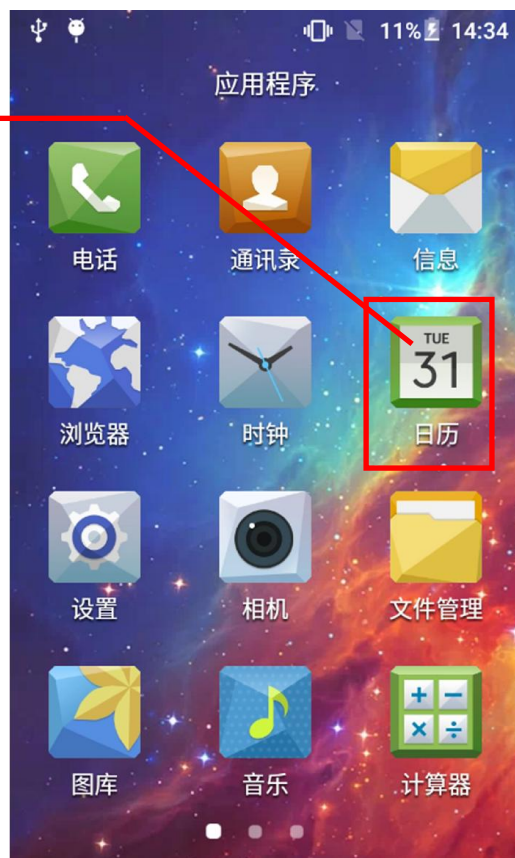 11% 14:34
应用程序
电话 通讯录 信息
TUE
31
浏览器 时钟 日历
设置 相机 文件管理
图库 音乐 计算器